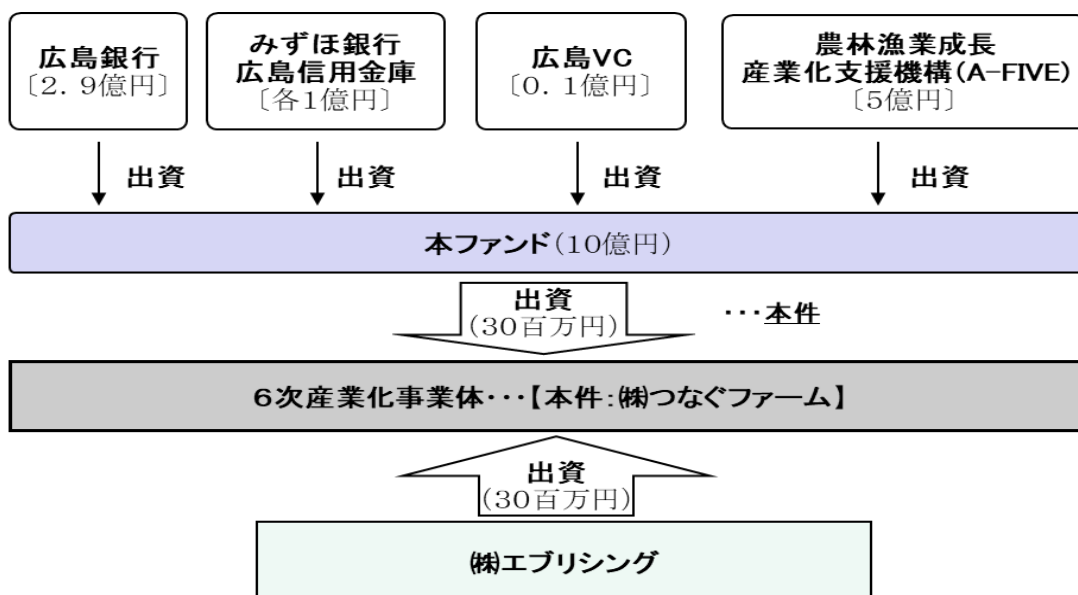 広島銀行
〔2．9億円〕
みずほ銀行
広島信用金庫
〔各1億円〕
広島VC
〔0．1億円〕
農林漁業成長
産業化支援機構（A-FIVE）
〔5億円〕
出資
出資
出資
出資
本ファンド（10億円）
出資
（30百万円）
・・・本件
6次産業化事業体・・・【本件：㈱つなぐファーム】
出資
（30百万円）
㈱エブリシング